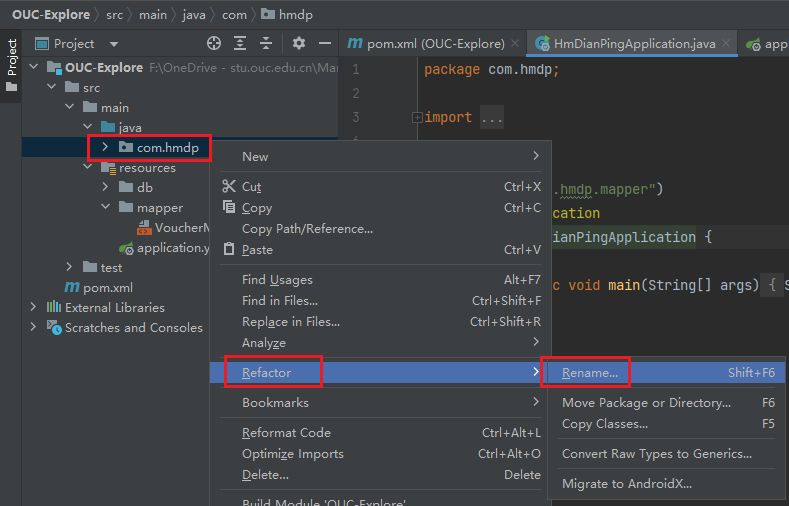 OUC-Explore › src › main › java › com › hmdp
Project
Project
pom.xml (OUC-Explore)
HmDianPingApplication.java
app
OUC-Explore F:\OneDrive - stu.ouc.edu.cn\Mar
src
main
java
com.hmdp
resources
db
mapper
VoucherM
application.y
test
pom.xml
External Libraries
Scratches and Consoles
1 package com.hmdp;
2
3 import ...
.hmdp.mapper")
ication
ianPingApplication {
c void main(String[] args) { S
New
Cut Ctrl+X
Copy Ctrl+C
Copy Path/Reference...
Paste Ctrl+V
Find Usages Alt+F7
Find in Files... Ctrl+Shift+F
Replace in Files... Ctrl+Shift+R
Analyze
Refactor
Bookmarks
Reformat Code Ctrl+Alt+L
Optimize Imports Ctrl+Alt+O
Delete... Delete
Build Module 'OUC-Explore'
Rename... Shift+F6
Move Package or Directory... F6
Copy Classes... F5
Convert Raw Types to Generics...
Migrate to AndroidX...